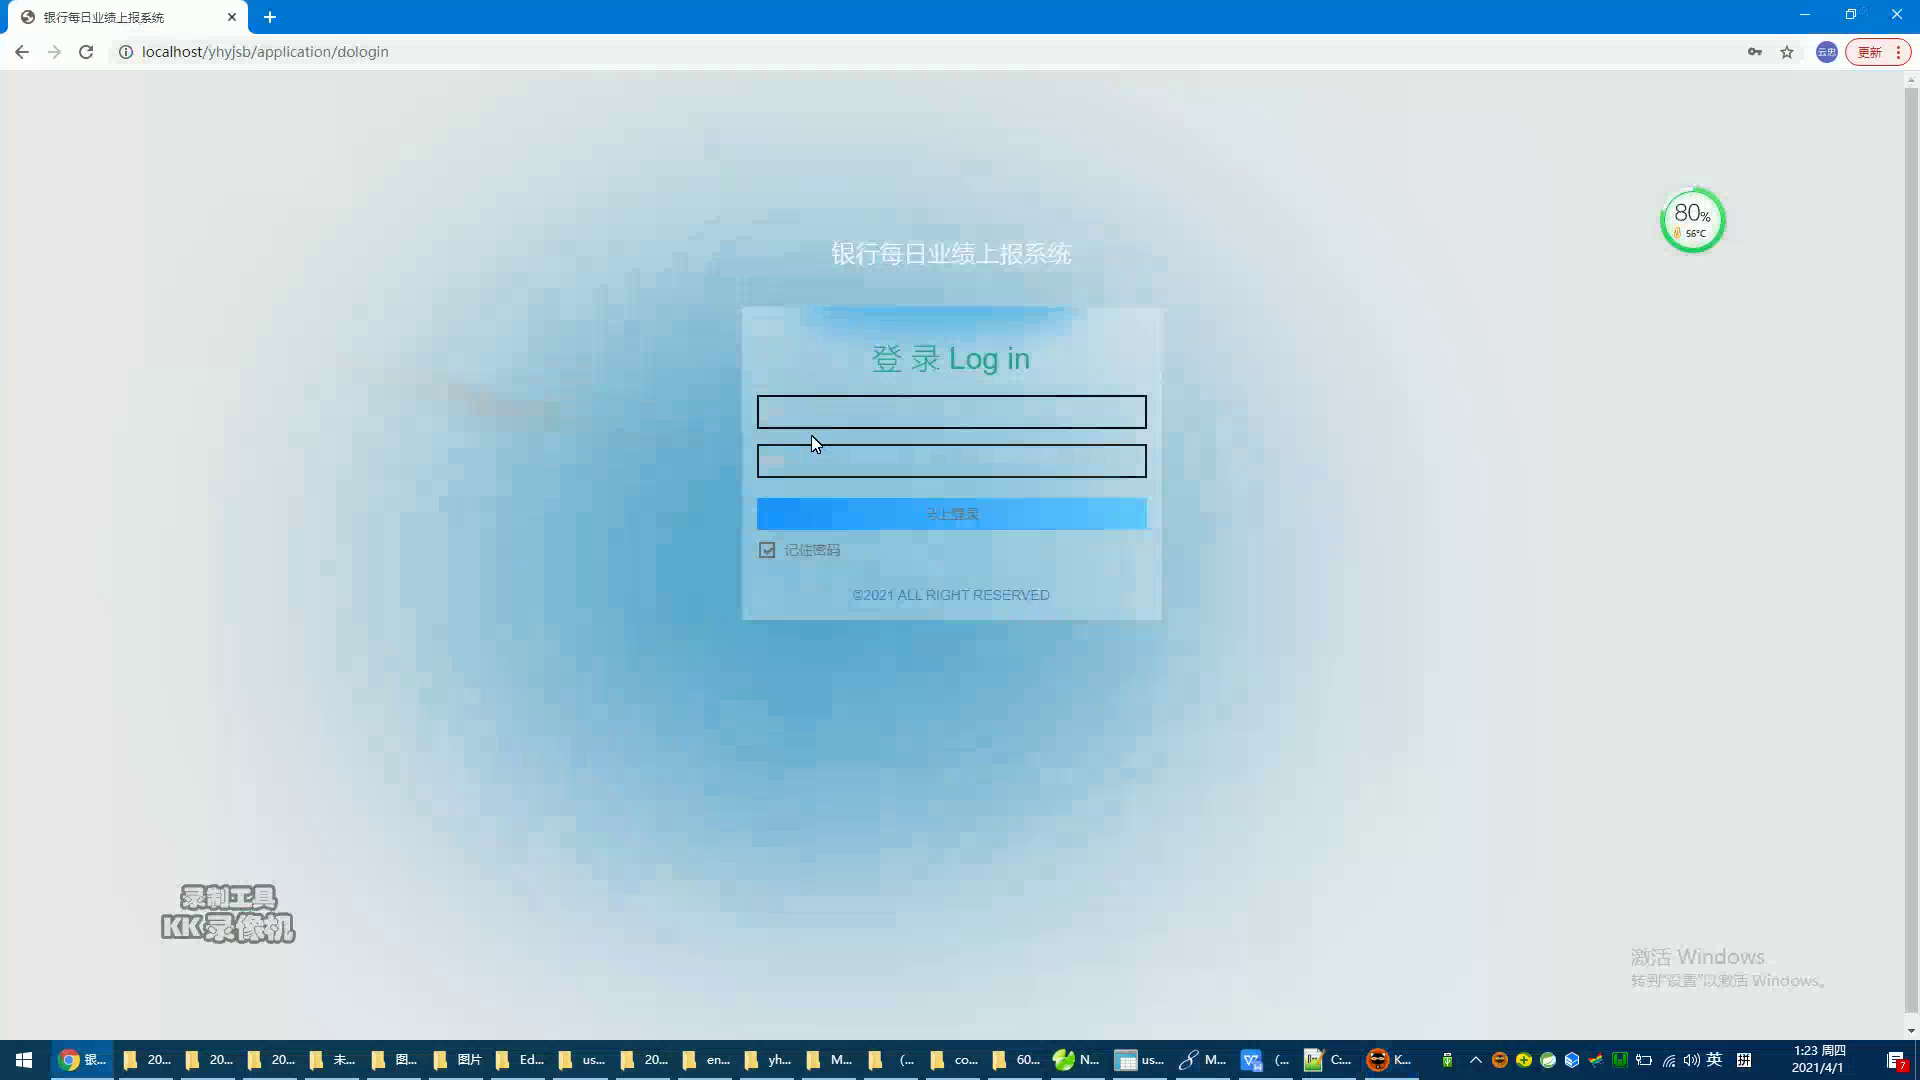 银行每日业绩上报系统
localhost/yhyjsb/application/dologin
云忠
更新
80%
56°C
银行每日业绩上报系统
登 录 Log in
马上登录
记住密码
©2021 ALL RIGHT RESERVED
录制工具
KK录像机
激活 Windows
转到"设置"以激活 Windows。
银... 20... 20... 20... 未... 图... 图片 Ed... us... 20... en... yh... M... (... co... 60... N... us... M... (... C:... K... 英 拼
1:23 周四
2021/4/1
7